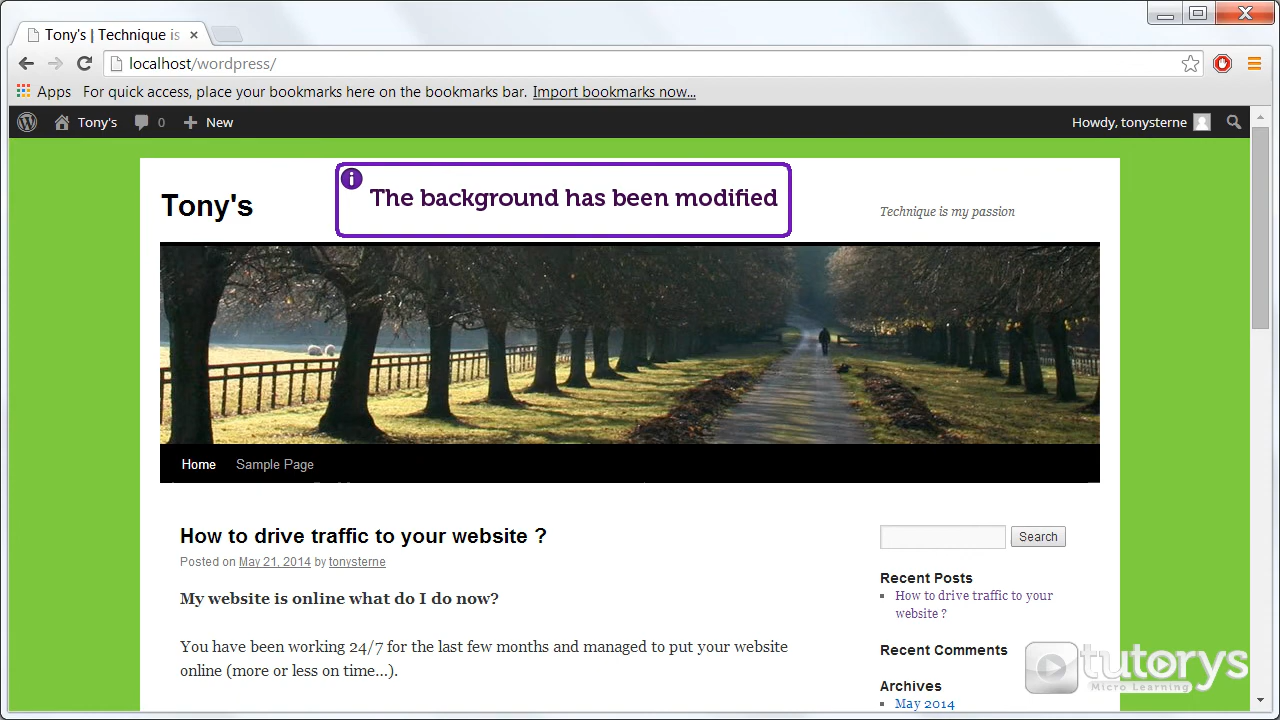 Tony's | Technique is
localhost/wordpress/
Apps For quick access, place your bookmarks here on the bookmarks bar. Import bookmarks now...
Tony's 0 New Howdy, tonysterne
The background has been modified
Tony's
Technique is my passion
Home Sample Page
How to drive traffic to your website ?
Search
Posted on May 21, 2014 by tonysterne
Recent Posts
How to drive traffic to your
website ?
My website is online what do I do now?
You have been working 24/7 for the last few months and managed to put your website
online (more or less on time...).
Recent Comments
Archives
May 2014
tutorys
Micro Learning